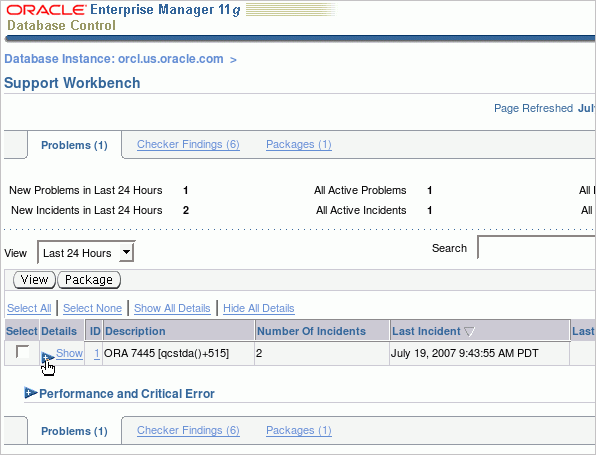 ORACLE Enterprise Manager 11g
Database Control
Database Instance: orcl.us.oracle.com >
Support Workbench
Page Refreshed July
Problems (1) Checker Findings (6) Packages (1)
New Problems in Last 24 Hours 1 All Active Problems 1 All
New Incidents in Last 24 Hours 2 All Active Incidents 1 All
View Last 24 Hours Search
View Package
Select All | Select None | Show All Details | Hide All Details
Select Details ID Description Number Of Incidents Last Incident Last
Show 1 ORA 7445 [qcstda()+515] 2 July 19, 2007 9:43:55 AM PDT
Performance and Critical Error
Problems (1) Checker Findings (6) Packages (1)